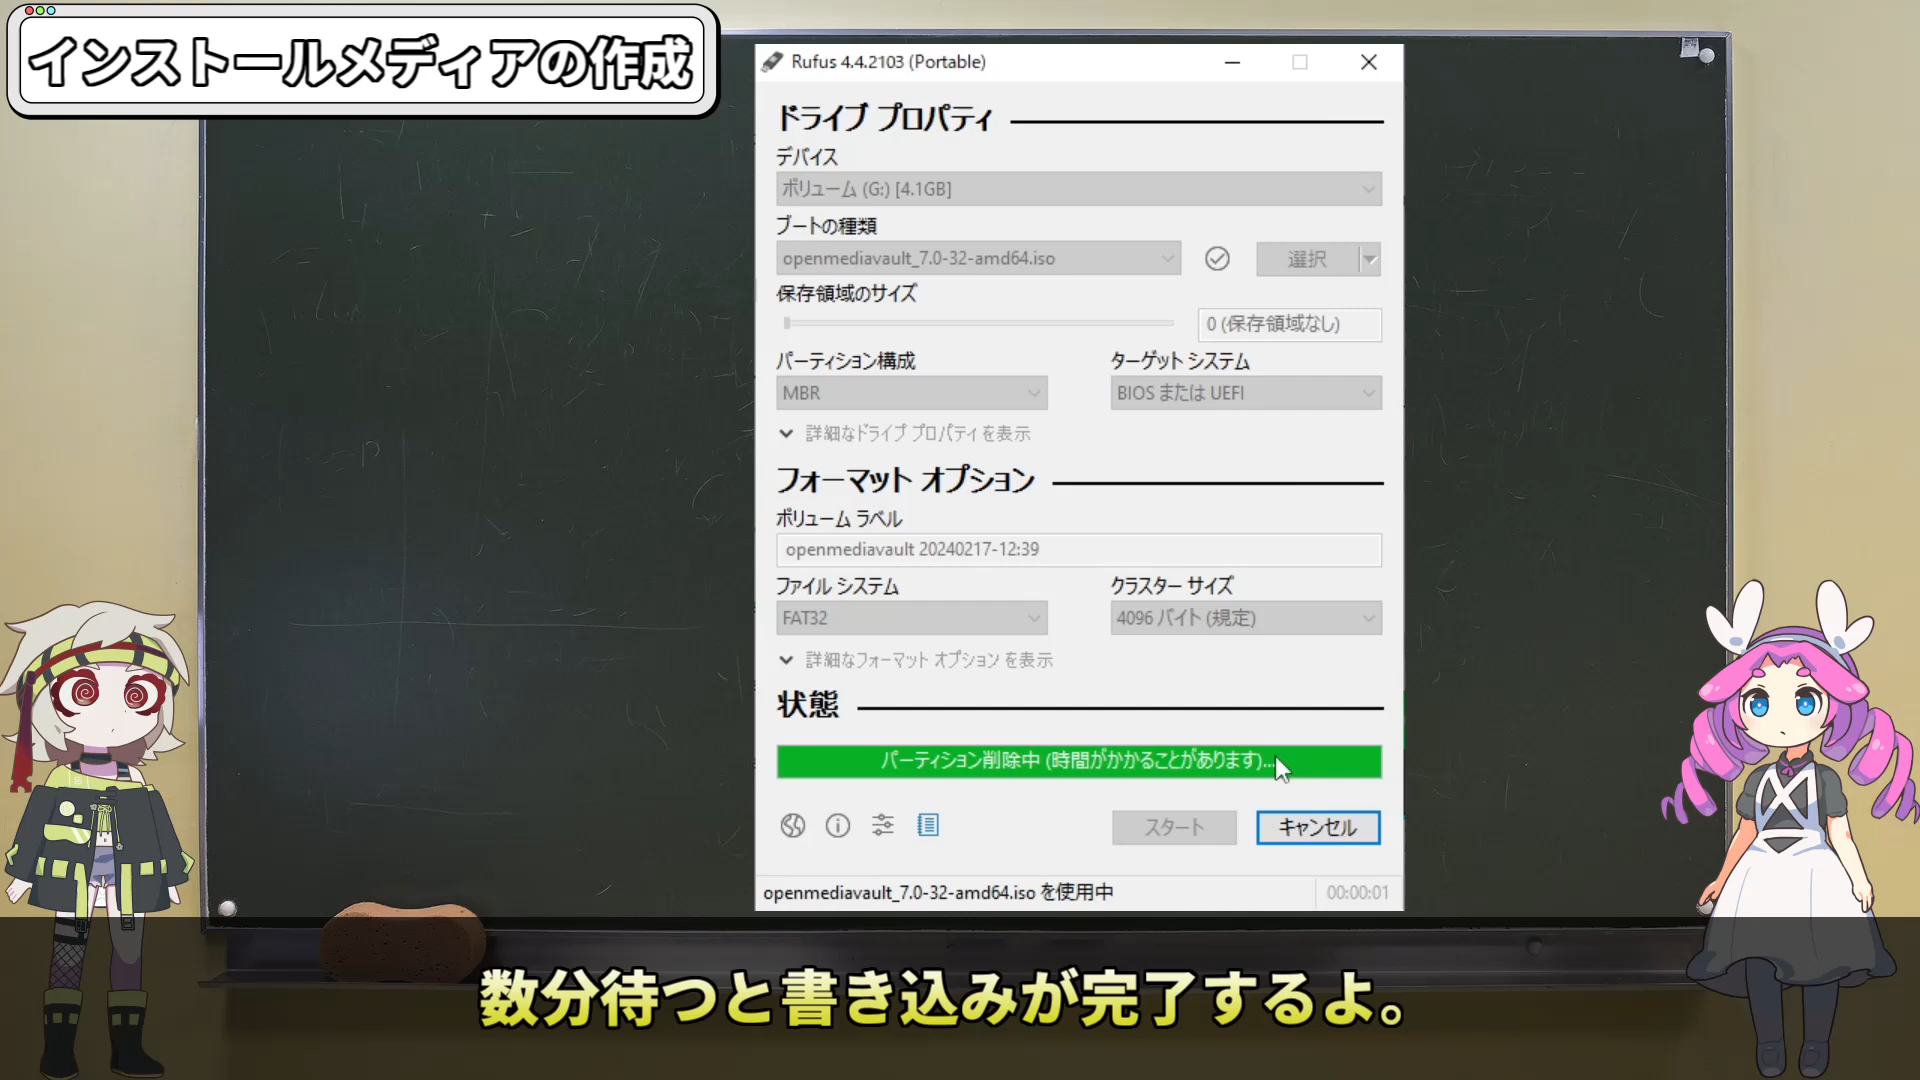 インストールメディアの作成
Rufus 4.4.2103 (Portable)
ドライブ プロパティ
デバイス
ボリューム (G:) [4.1GB]
ブートの種類
openmediavault_7.0-32-amd64.iso
選択
保存領域のサイズ
0 (保存領域なし)
パーティション構成
ターゲット システム
MBR
BIOS または UEFI
詳細なドライブ プロパティを表示
フォーマット オプション
ボリューム ラベル
openmediavault 20240217-12:39
ファイル システム
クラスター サイズ
FAT32
4096 バイト (規定)
詳細なフォーマット オプション を表示
状態
パーティション削除中 (時間がかかることがあります)...
スタート
キャンセル
openmediavault_7.0-32-amd64.iso を使用中
00:00:01
数分待つと書き込みが完了するよ。